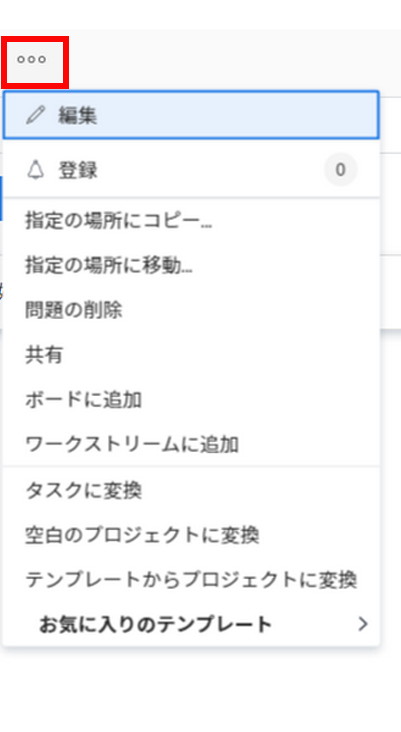 編集
登録 0
指定の場所にコピー...
指定の場所に移動...
問題の削除
共有
ボードに追加
ワークストリームに追加
タスクに変換
空白のプロジェクトに変換
テンプレートからプロジェクトに変換
お気に入りのテンプレート